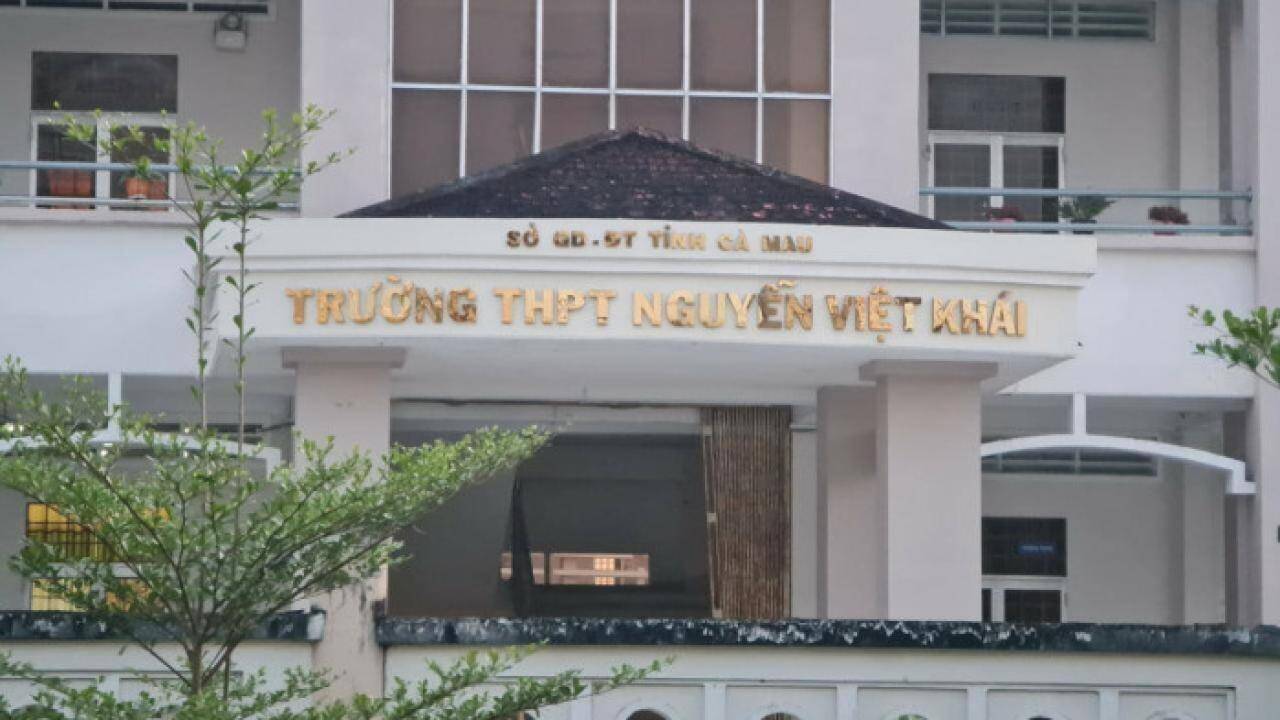 SỞ GD-ĐT TỈNH CÀ MAU
TRƯỜNG THPT NGUYỄN VIỆT KHÁI